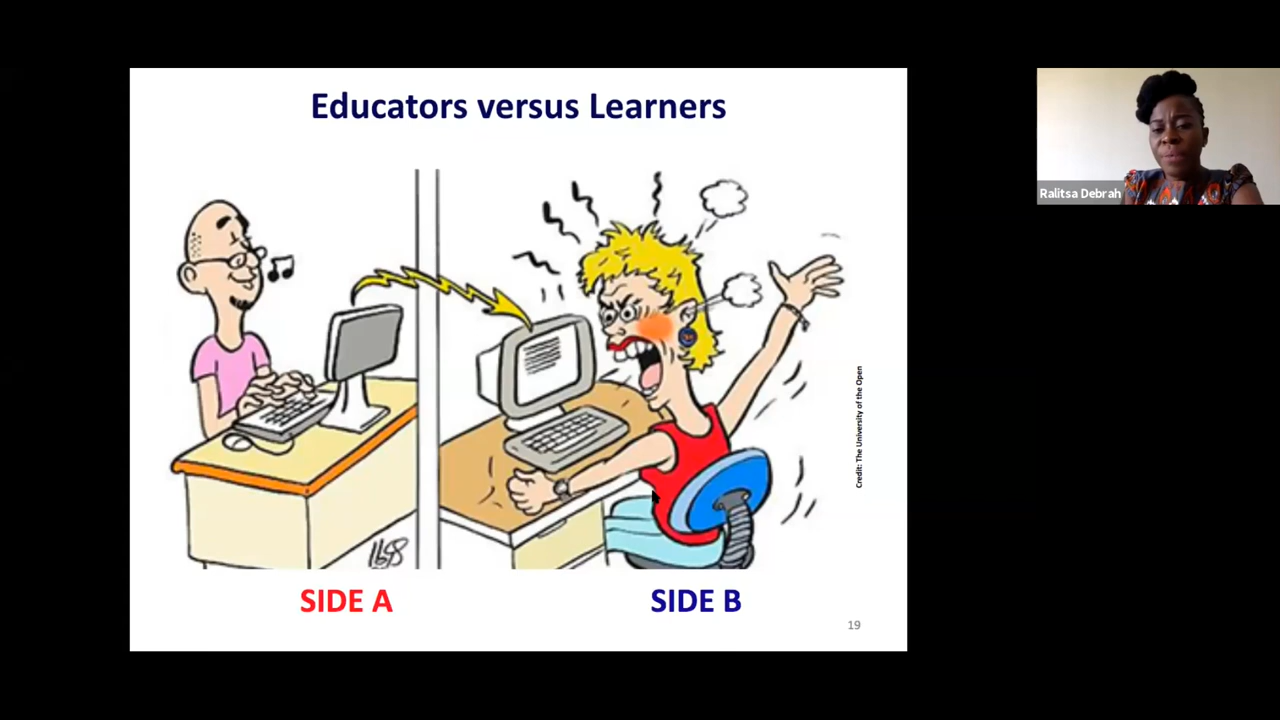 Educators versus Learners
Ralitsa Debrah
Credit: The University of the Open
SIDE A
SIDE B
19